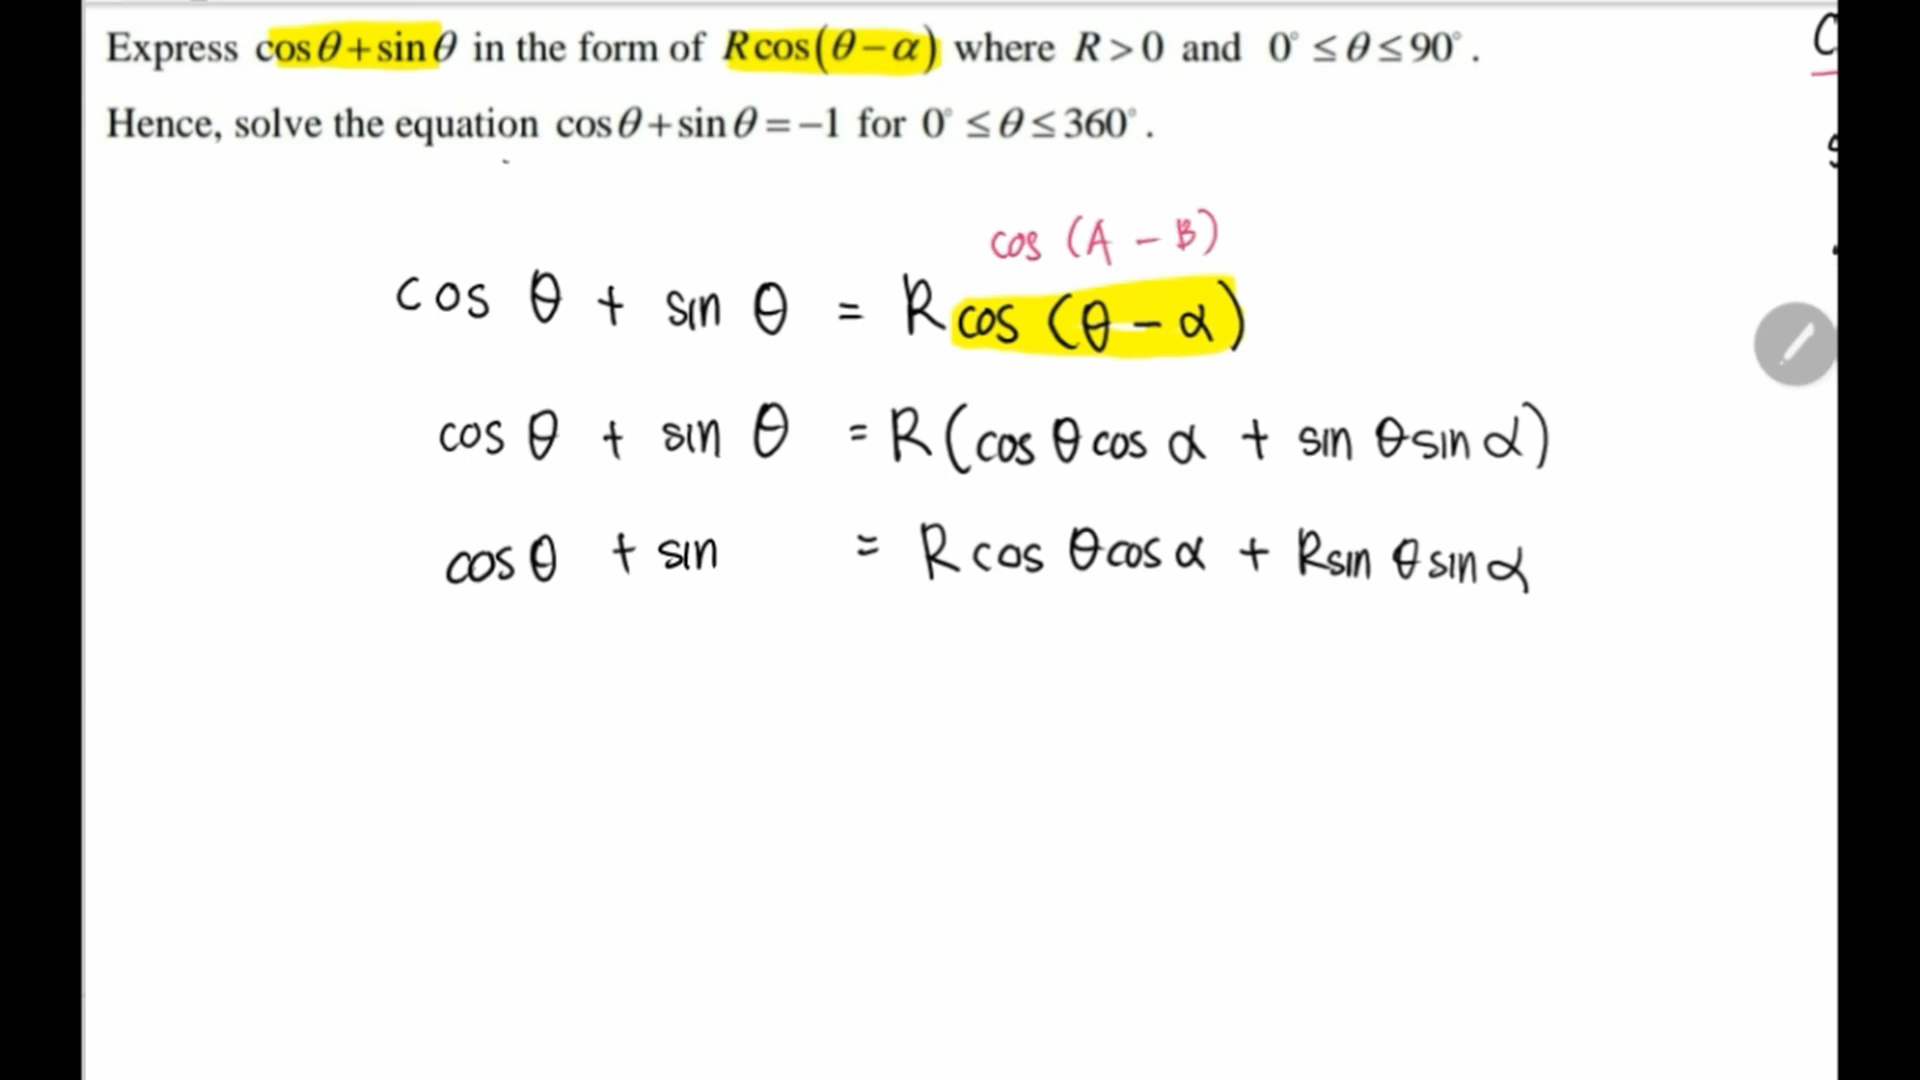 Express cos θ + sin θ in the form of R cos(θ − α) where R > 0 and 0° ≤ θ ≤ 90°.
Hence, solve the equation cos θ + sin θ = −1 for 0° ≤ θ ≤ 360°.
cos (A − B)
cos θ + sin θ = R cos (θ − α)
cos θ + sin θ = R (cos θ cos α + sin θ sin α)
cos θ + sin = R cos θ cos α + R sin θ sin α